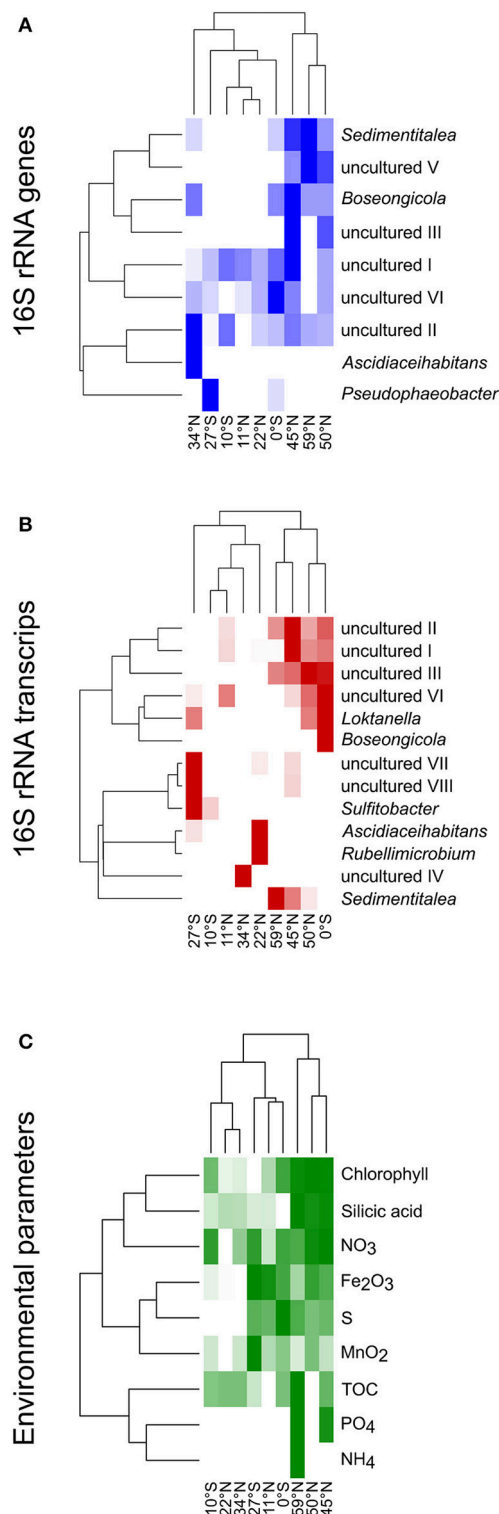 A
16S rRNA genes
Sedimentitalea
uncultured V
Boseongicola
uncultured III
uncultured I
uncultured VI
uncultured II
Ascidiaceihabitans
Pseudophaeobacter
34°N 27°S 10°S 11°N 22°N 0°S 45°N 59°N 50°N
B
16S rRNA transcrips
uncultured II
uncultured I
uncultured III
uncultured VI
Loktanella
Boseongicola
uncultured VII
uncultured VIII
Sulfitobacter
Ascidiaceihabitans
Rubellimicrobium
uncultured IV
Sedimentitalea
27°S 10°S 11°N 34°N 22°N 59°N 45°N 50°N 0°S
C
Environmental parameters
Chlorophyll
Silicic acid
NO3
Fe2O3
S
MnO2
TOC
PO4
NH4
10°S 22°N 34°N 27°S 11°N 0°S 59°N 50°N 45°N